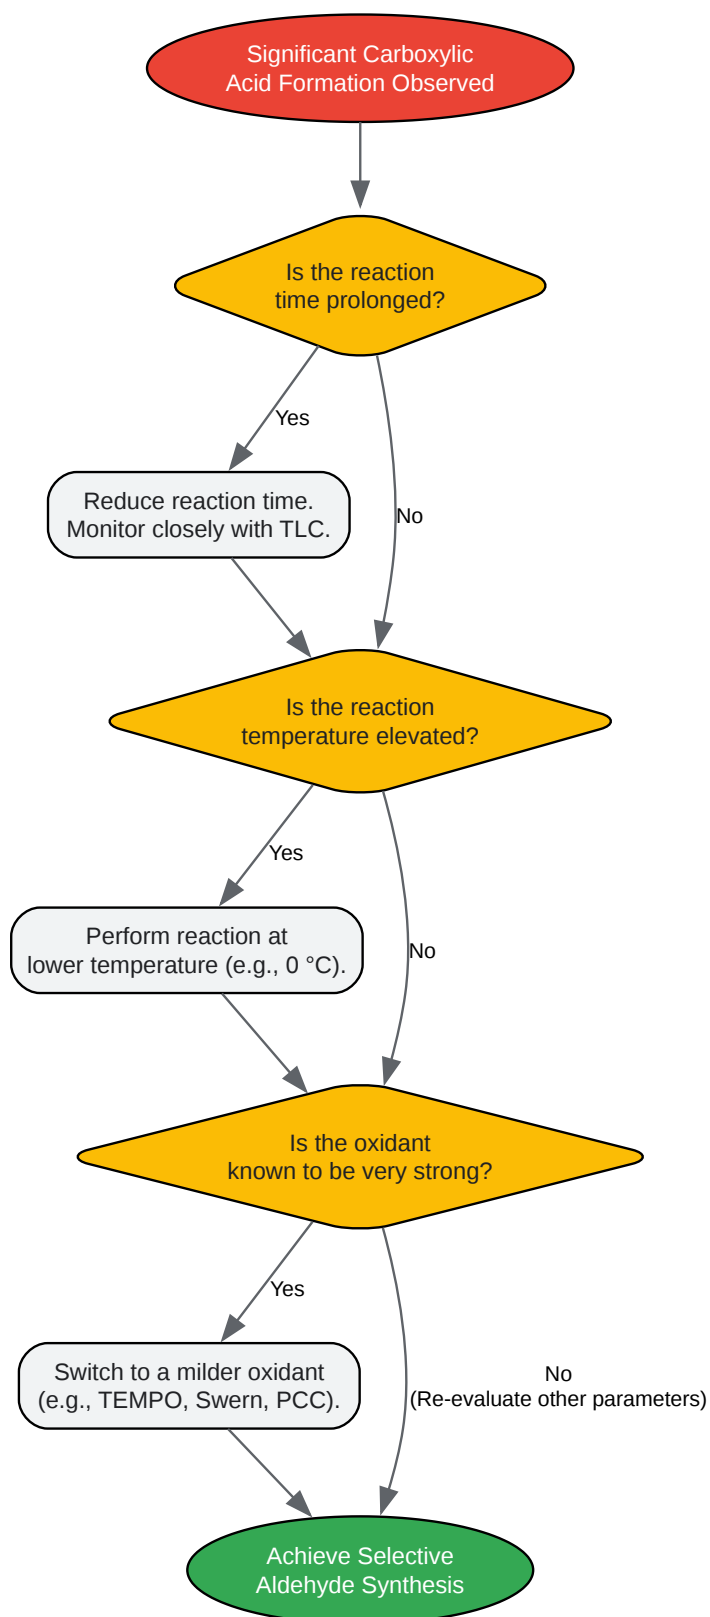 Significant Carboxylic
Acid Formation Observed
Is the reaction
time prolonged?
Yes
Reduce reaction time.
Monitor closely with TLC.
No
Is the reaction
temperature elevated?
Yes
Perform reaction at
lower temperature (e.g., 0 °C).
No
Is the oxidant
known to be very strong?
Yes
Switch to a milder oxidant
(e.g., TEMPO, Swern, PCC).
No
(Re-evaluate other parameters)
Achieve Selective
Aldehyde Synthesis